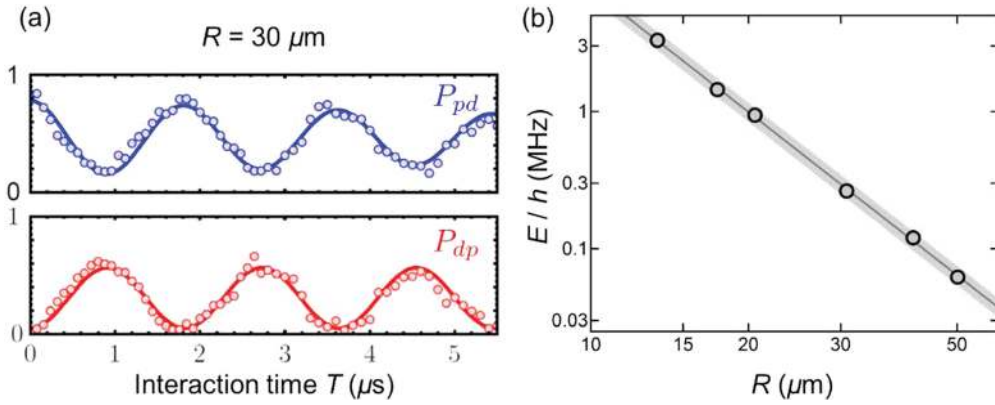 (a)
R = 30 µm
1
P_pd
0
1
P_dp
0
0 1 2 3 4 5
Interaction time T (µs)
(b)
E / h (MHz)
3
1
0.3
0.1
0.03
10 15 20 30 50
R (µm)